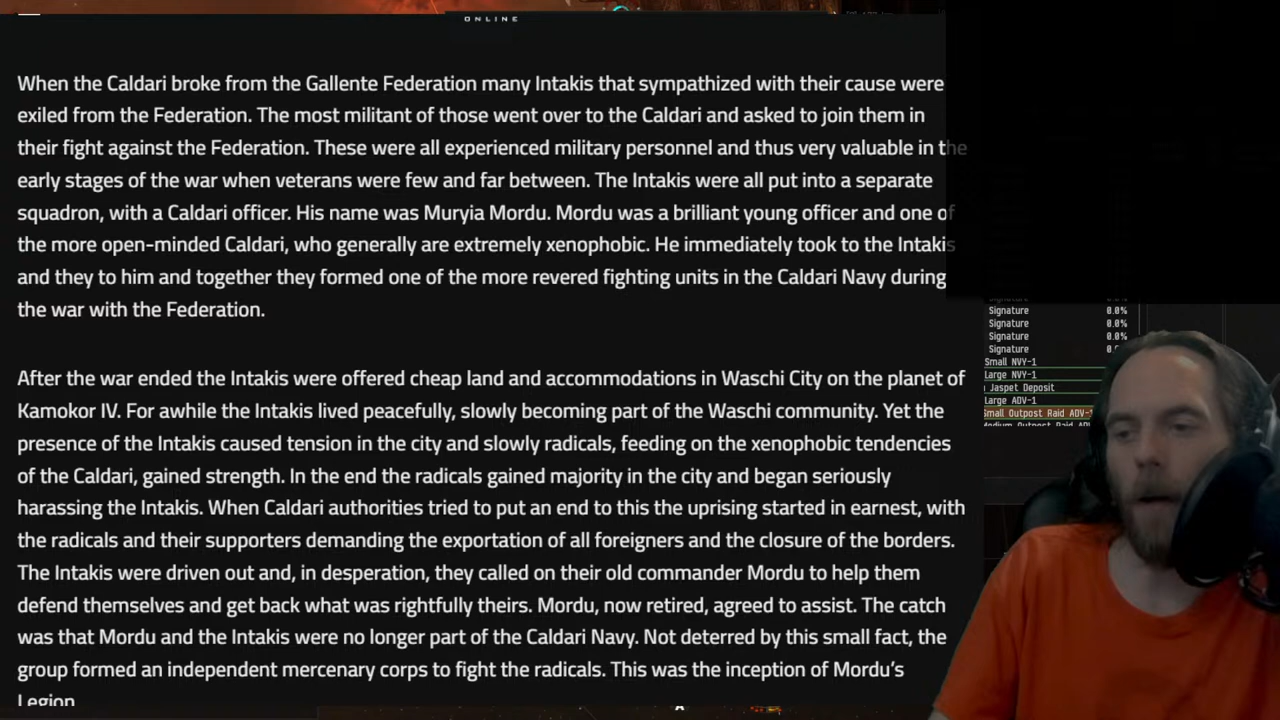 ONLINE
When the Caldari broke from the Gallente Federation many Intakis that sympathized with their cause were
exiled from the Federation. The most militant of those went over to the Caldari and asked to join them in
their fight against the Federation. These were all experienced military personnel and thus very valuable in the
early stages of the war when veterans were few and far between. The Intakis were all put into a separate
squadron, with a Caldari officer. His name was Muryia Mordu. Mordu was a brilliant young officer and one of
the more open-minded Caldari, who generally are extremely xenophobic. He immediately took to the Intakis
and they to him and together they formed one of the more revered fighting units in the Caldari Navy during
the war with the Federation.
After the war ended the Intakis were offered cheap land and accommodations in Waschi City on the planet of
Kamokor IV. For awhile the Intakis lived peacefully, slowly becoming part of the Waschi community. Yet the
presence of the Intakis caused tension in the city and slowly radicals, feeding on the xenophobic tendencies
of the Caldari, gained strength. In the end the radicals gained majority in the city and began seriously
harassing the Intakis. When Caldari authorities tried to put an end to this the uprising started in earnest, with
the radicals and their supporters demanding the exportation of all foreigners and the closure of the borders.
The Intakis were driven out and, in desperation, they called on their old commander Mordu to help them
defend themselves and get back what was rightfully theirs. Mordu, now retired, agreed to assist. The catch
was that Mordu and the Intakis were no longer part of the Caldari Navy. Not deterred by this small fact, the
group formed an independent mercenary corps to fight the radicals. This was the inception of Mordu's
Legion
Signature 0.0%
Signature 0.0%
Signature 0.0%
Signature
Small NVY-1
Large NVY-1
Jaspet Deposit
Large ADV-1
Small Outpost Raid ADV-
Medium Outpost Raid ADV